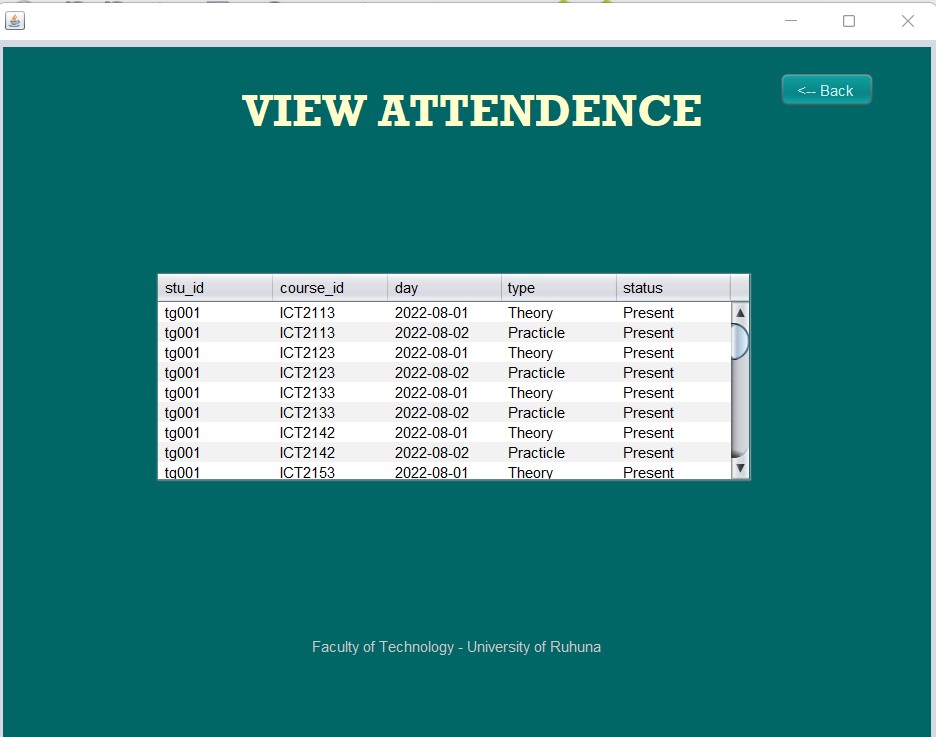 <-- Back
VIEW ATTENDENCE
stu_id course_id day type status
tg001 ICT2113 2022-08-01 Theory Present
tg001 ICT2113 2022-08-02 Practicle Present
tg001 ICT2123 2022-08-01 Theory Present
tg001 ICT2123 2022-08-02 Practicle Present
tg001 ICT2133 2022-08-01 Theory Present
tg001 ICT2133 2022-08-02 Practicle Present
tg001 ICT2142 2022-08-01 Theory Present
tg001 ICT2142 2022-08-02 Practicle Present
tg001 ICT2153 2022-08-01 Theory Present
Faculty of Technology - University of Ruhuna